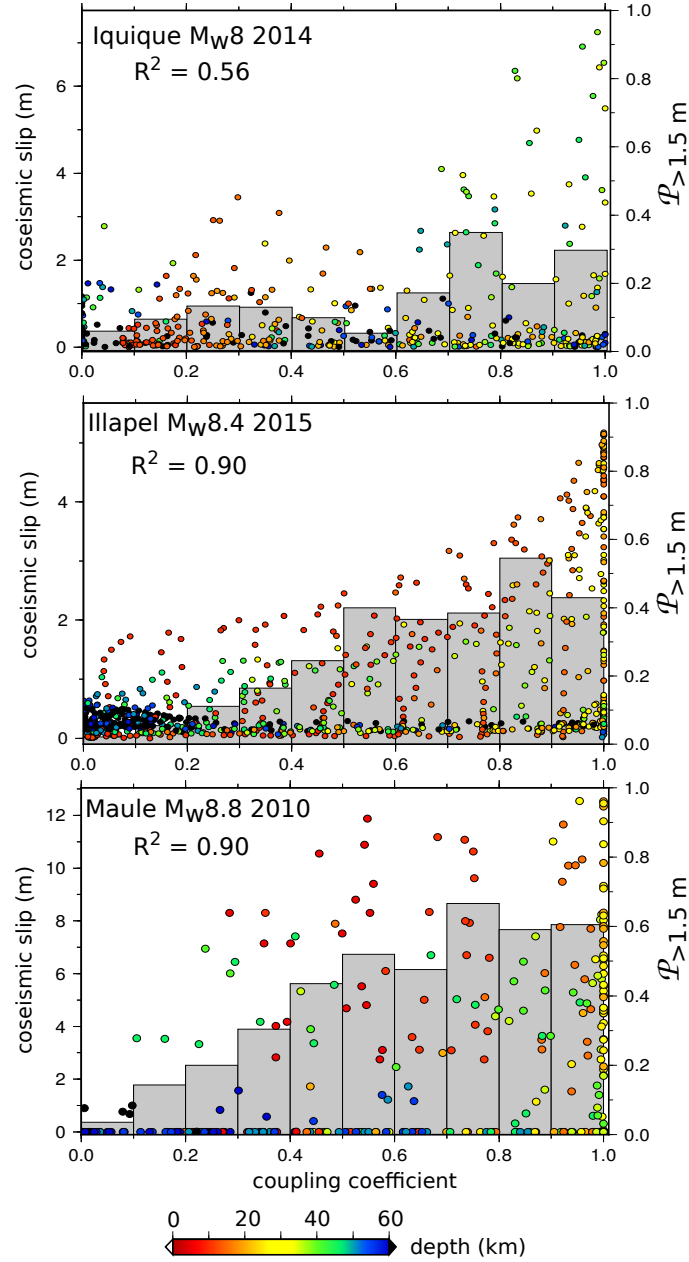 Iquique Mw8 2014
R² = 0.56
coseismic slip (m)
6
4
2
0
1.0
0.8
0.6
0.4
0.2
0.0
𝒫>1.5 m
0.0 0.2 0.4 0.6 0.8 1.0
Illapel Mw8.4 2015
R² = 0.90
coseismic slip (m)
4
2
0
1.0
0.8
0.6
0.4
0.2
0.0
𝒫>1.5 m
0.0 0.2 0.4 0.6 0.8 1.0
Maule Mw8.8 2010
R² = 0.90
coseismic slip (m)
12
10
8
6
4
2
0
1.0
0.8
0.6
0.4
0.2
0.0
𝒫>1.5 m
0.2 0.4 0.6 0.8 1.0
coupling coefficient
0 20 40 60
depth (km)